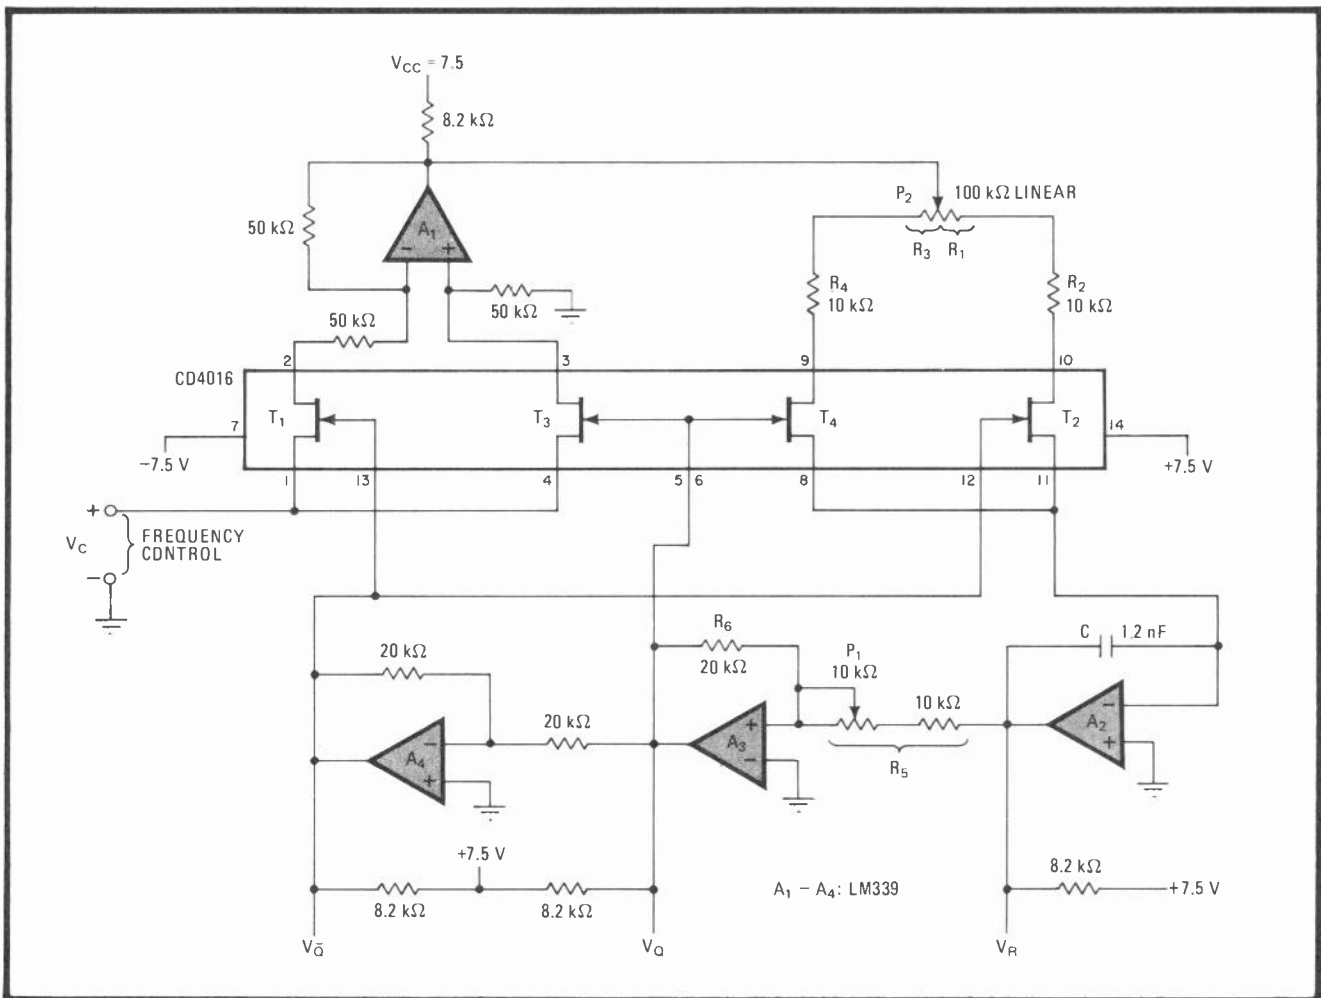 V_CC = 7.5
8.2 kΩ
P₂ 100 kΩ LINEAR
50 kΩ
A₁
− +
R₃ R₁
R₄
10 kΩ
R₂
10 kΩ
50 kΩ
50 kΩ
2 3 9 10
CD4016
7 T₁ T₃ T₄ T₂ 14
−7.5 V
+7.5 V
1 13 4 5 6 8 12 11
+
V_C FREQUENCY
CDNTROL
−
R₆
20 kΩ
C 1.2 nF
20 kΩ
P₁
10 kΩ
10 kΩ
20 kΩ
A₄
− +
A₃
+ −
R₅
A₂
− +
+7.5 V
8.2 kΩ
8.2 kΩ
A₁ – A₄: LM339
8.2 kΩ
+7.5 V
V_Q̄ V_Q V_R